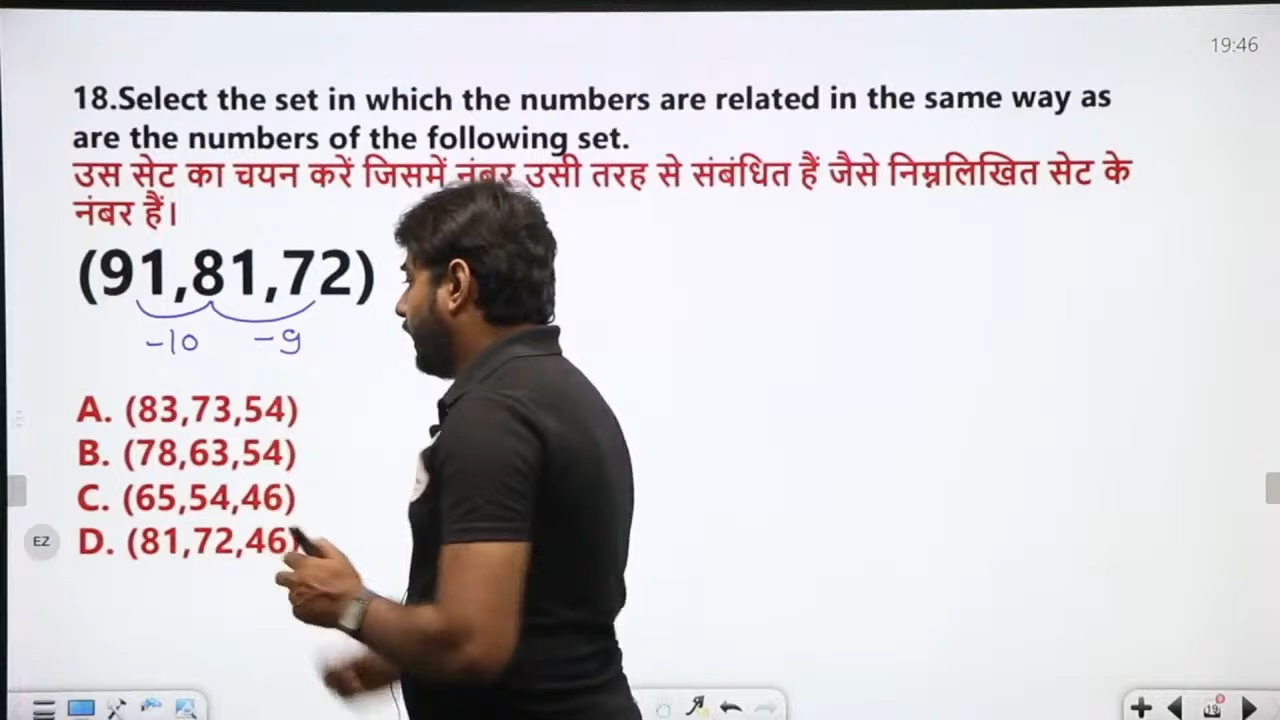 19:46
18.Select the set in which the numbers are related in the same way as
are the numbers of the following set.
उस सेट का चयन करें जिसमें नंबर उसी तरह से संबंधित हैं जैसे निम्नलिखित सेट के
नंबर हैं।
(91,81,72)
-10 -9
A. (83,73,54)
B. (78,63,54)
C. (65,54,46)
D. (81,72,46)
EZ
19